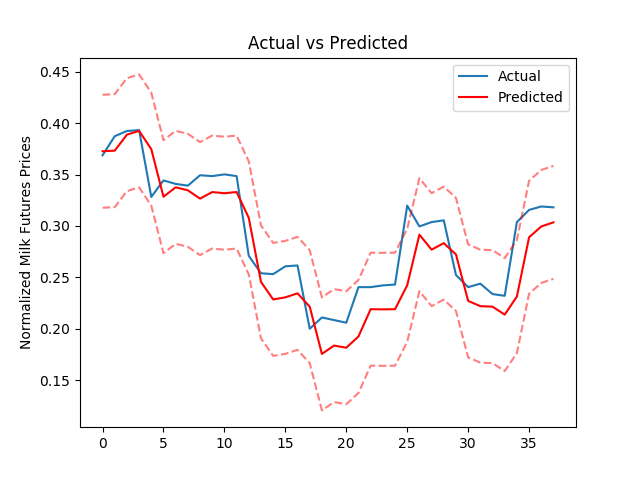 Actual vs Predicted
Actual
Predicted
Normalized Milk Futures Prices
0.45
0.40
0.35
0.30
0.25
0.20
0.15
0 5 10 15 20 25 30 35